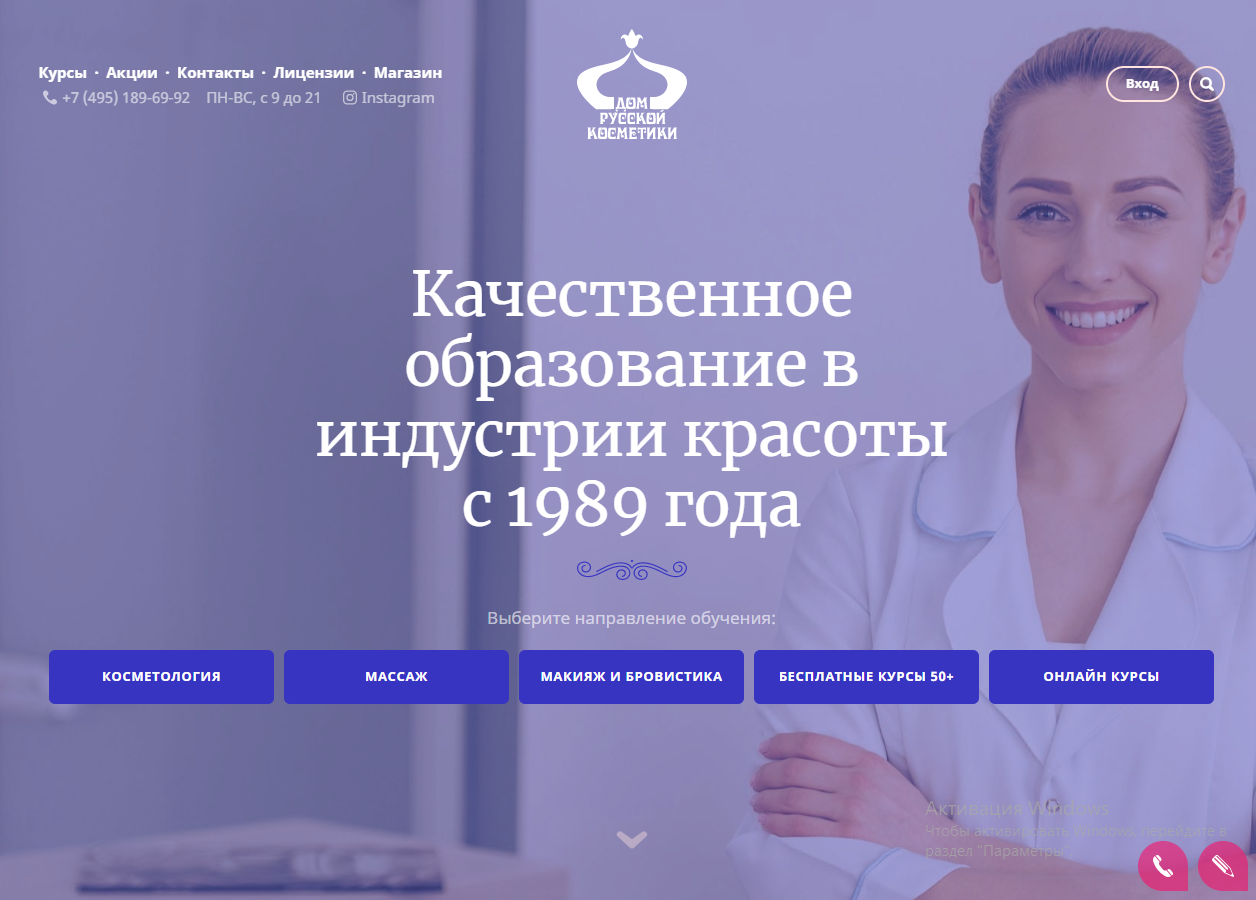 Курсы · Акции · Контакты · Лицензии · Магазин
+7 (495) 189-69-92 ПН-ВС, с 9 до 21 Instagram
ДОМ
РУССКОЙ
КОСМЕТИКИ
Вход
Качественное
образование в
индустрии красоты
с 1989 года
Выберите направление обучения:
КОСМЕТОЛОГИЯ
МАССАЖ
МАКИЯЖ И БРОВИСТИКА
БЕСПЛАТНЫЕ КУРСЫ 50+
ОНЛАЙН КУРСЫ
Активация Windows
Чтобы активировать Windows, перейдите в
раздел "Параметры".